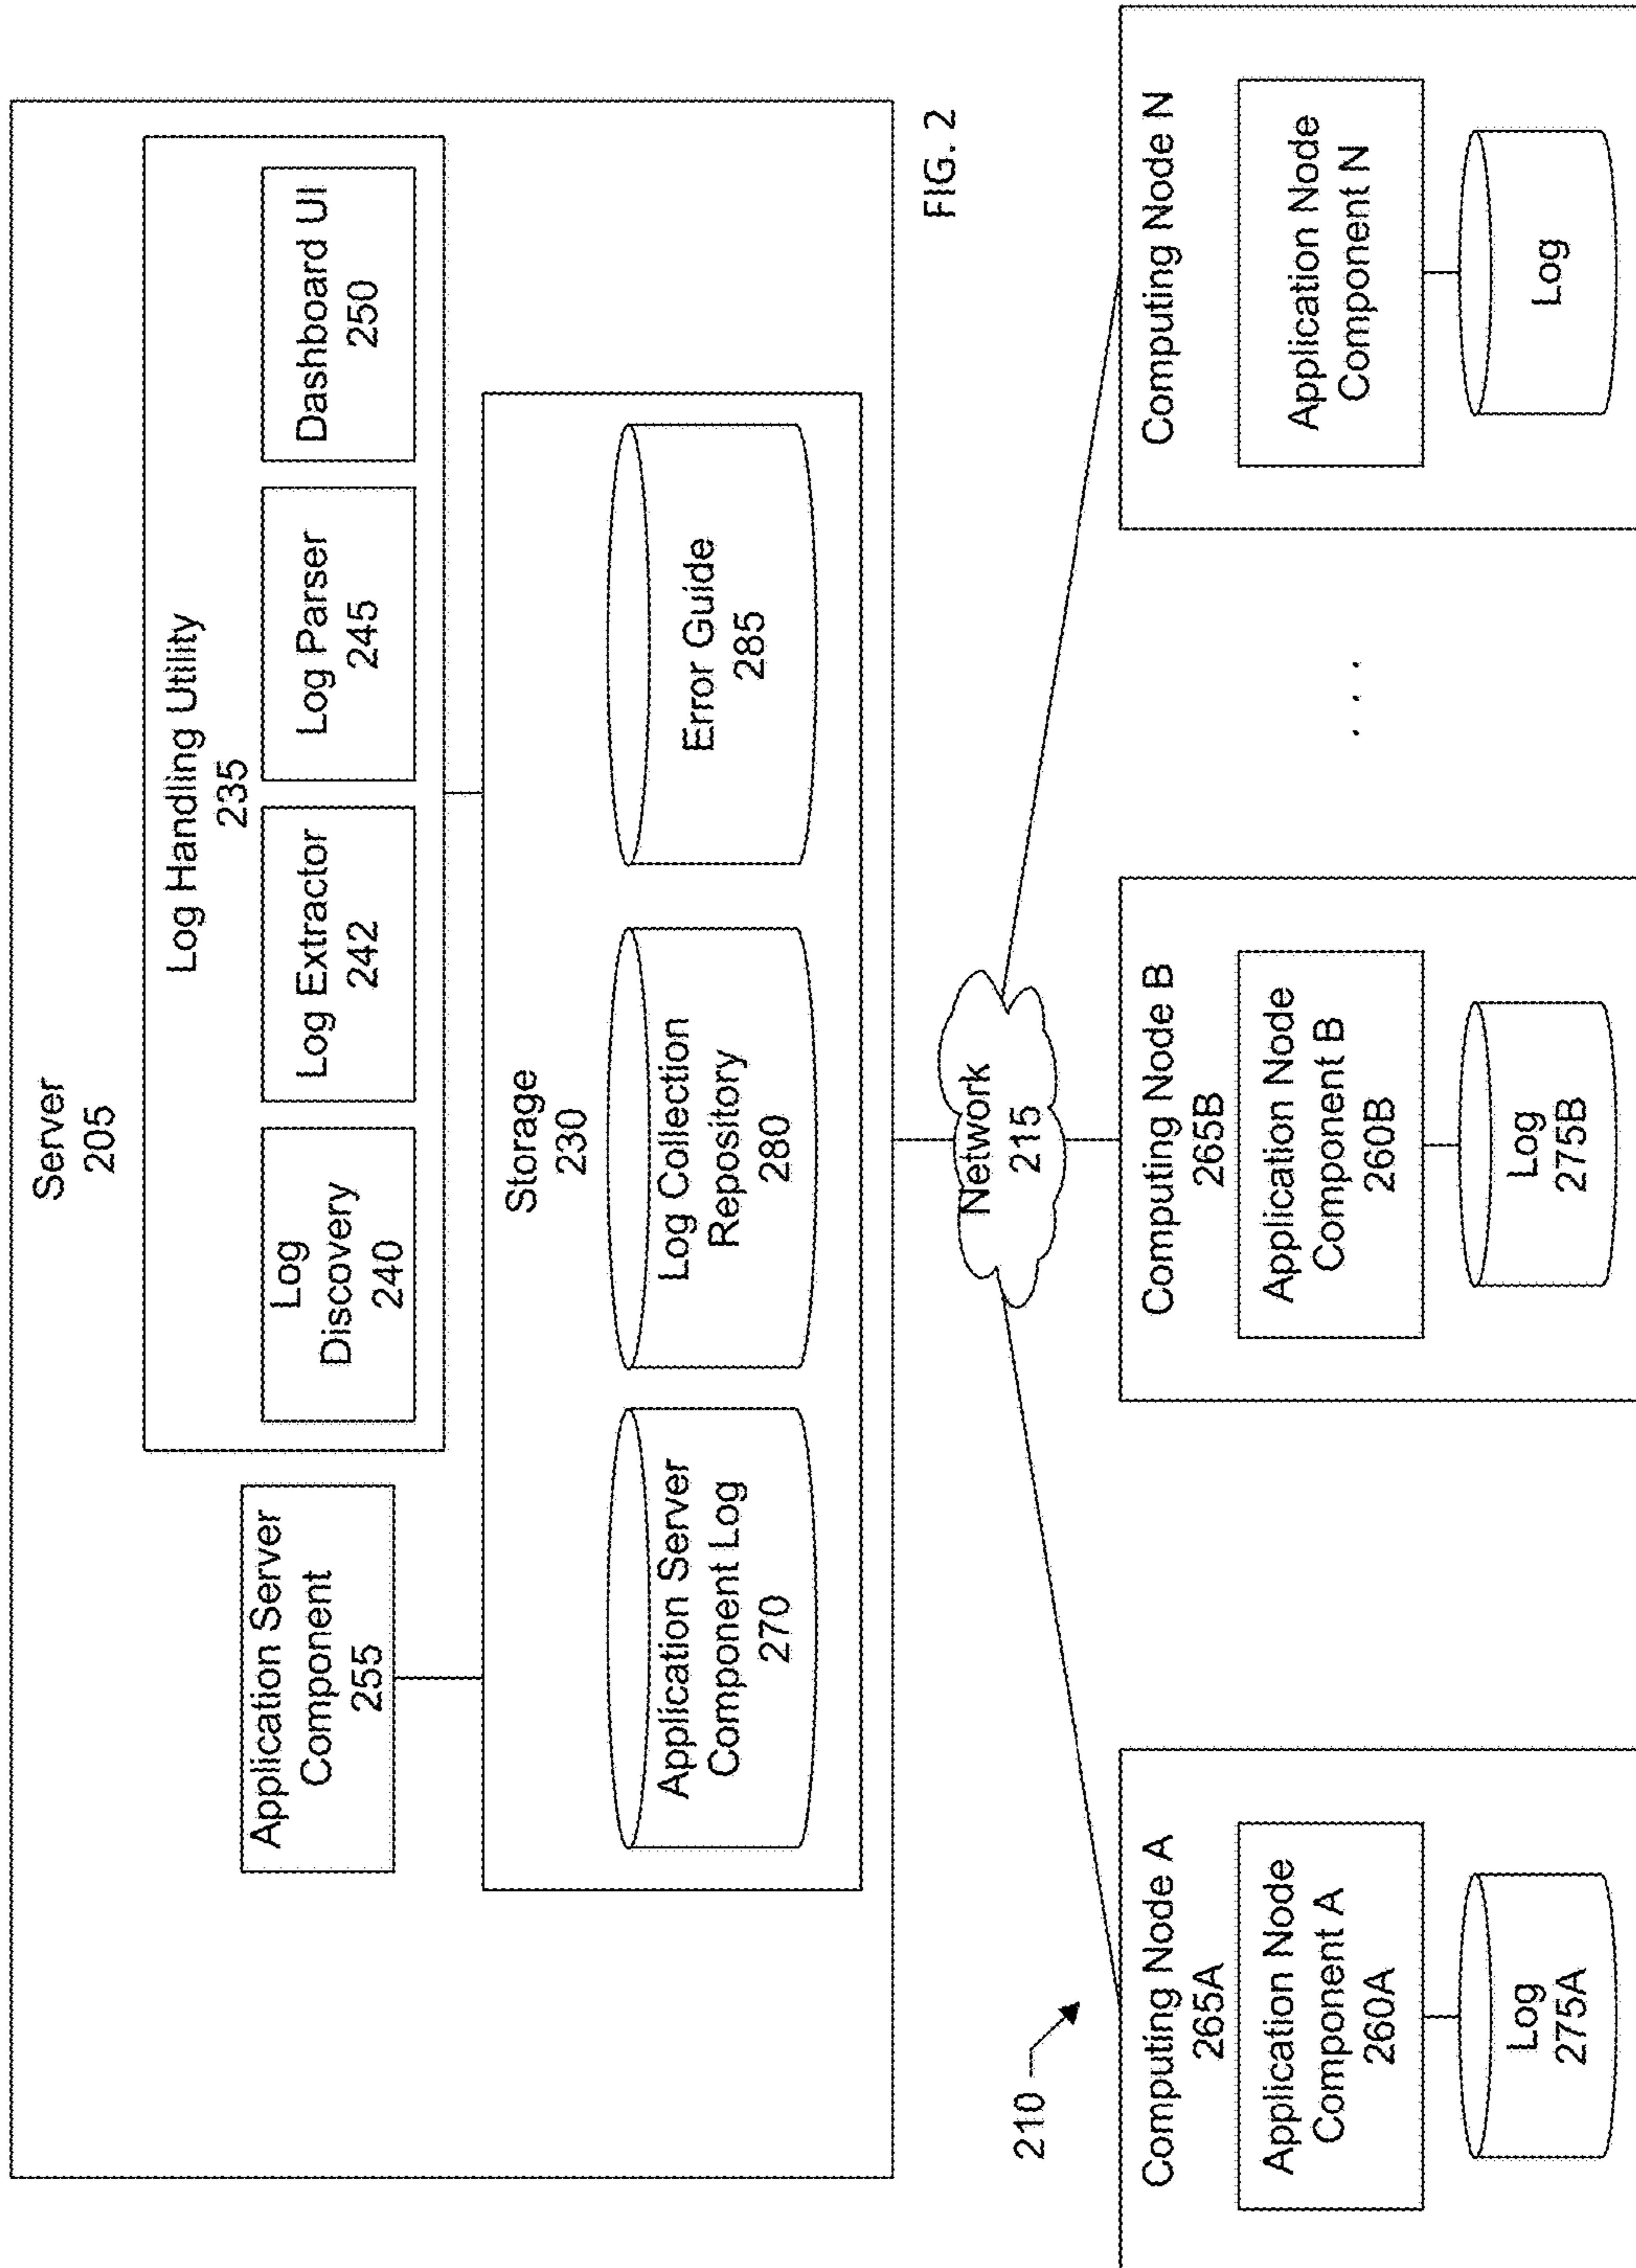 Server
205
Log Handling Utility
235
Application Server
Component
255
Log
Discovery
240
Log Extractor
242
Log Parser
245
Dashboard UI
250
Storage
230
Application Server
Component Log
270
Log Collection
Repository
280
Error Guide
285
FIG. 2
Network
215
210
Computing Node A
265A
Application Node
Component A
260A
Log
275A
Computing Node B
265B
Application Node
Component B
260B
Log
275B
. . .
Computing Node N
Application Node
Component N
Log